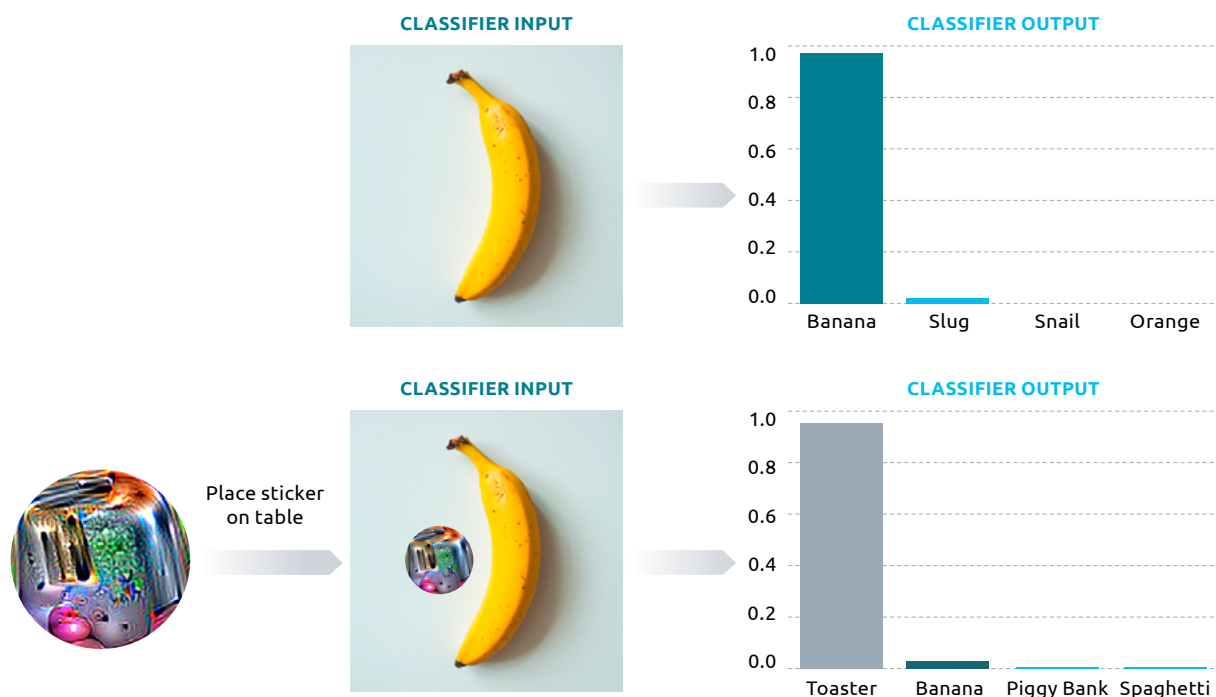 CLASSIFIER INPUT
CLASSIFIER OUTPUT
1.0
0.8
0.6
0.4
0.2
0.0
Banana
Slug
Snail
Orange
CLASSIFIER INPUT
CLASSIFIER OUTPUT
Place sticker
on table
1.0
0.8
0.6
0.4
0.2
0.0
Toaster
Banana
Piggy Bank
Spaghetti